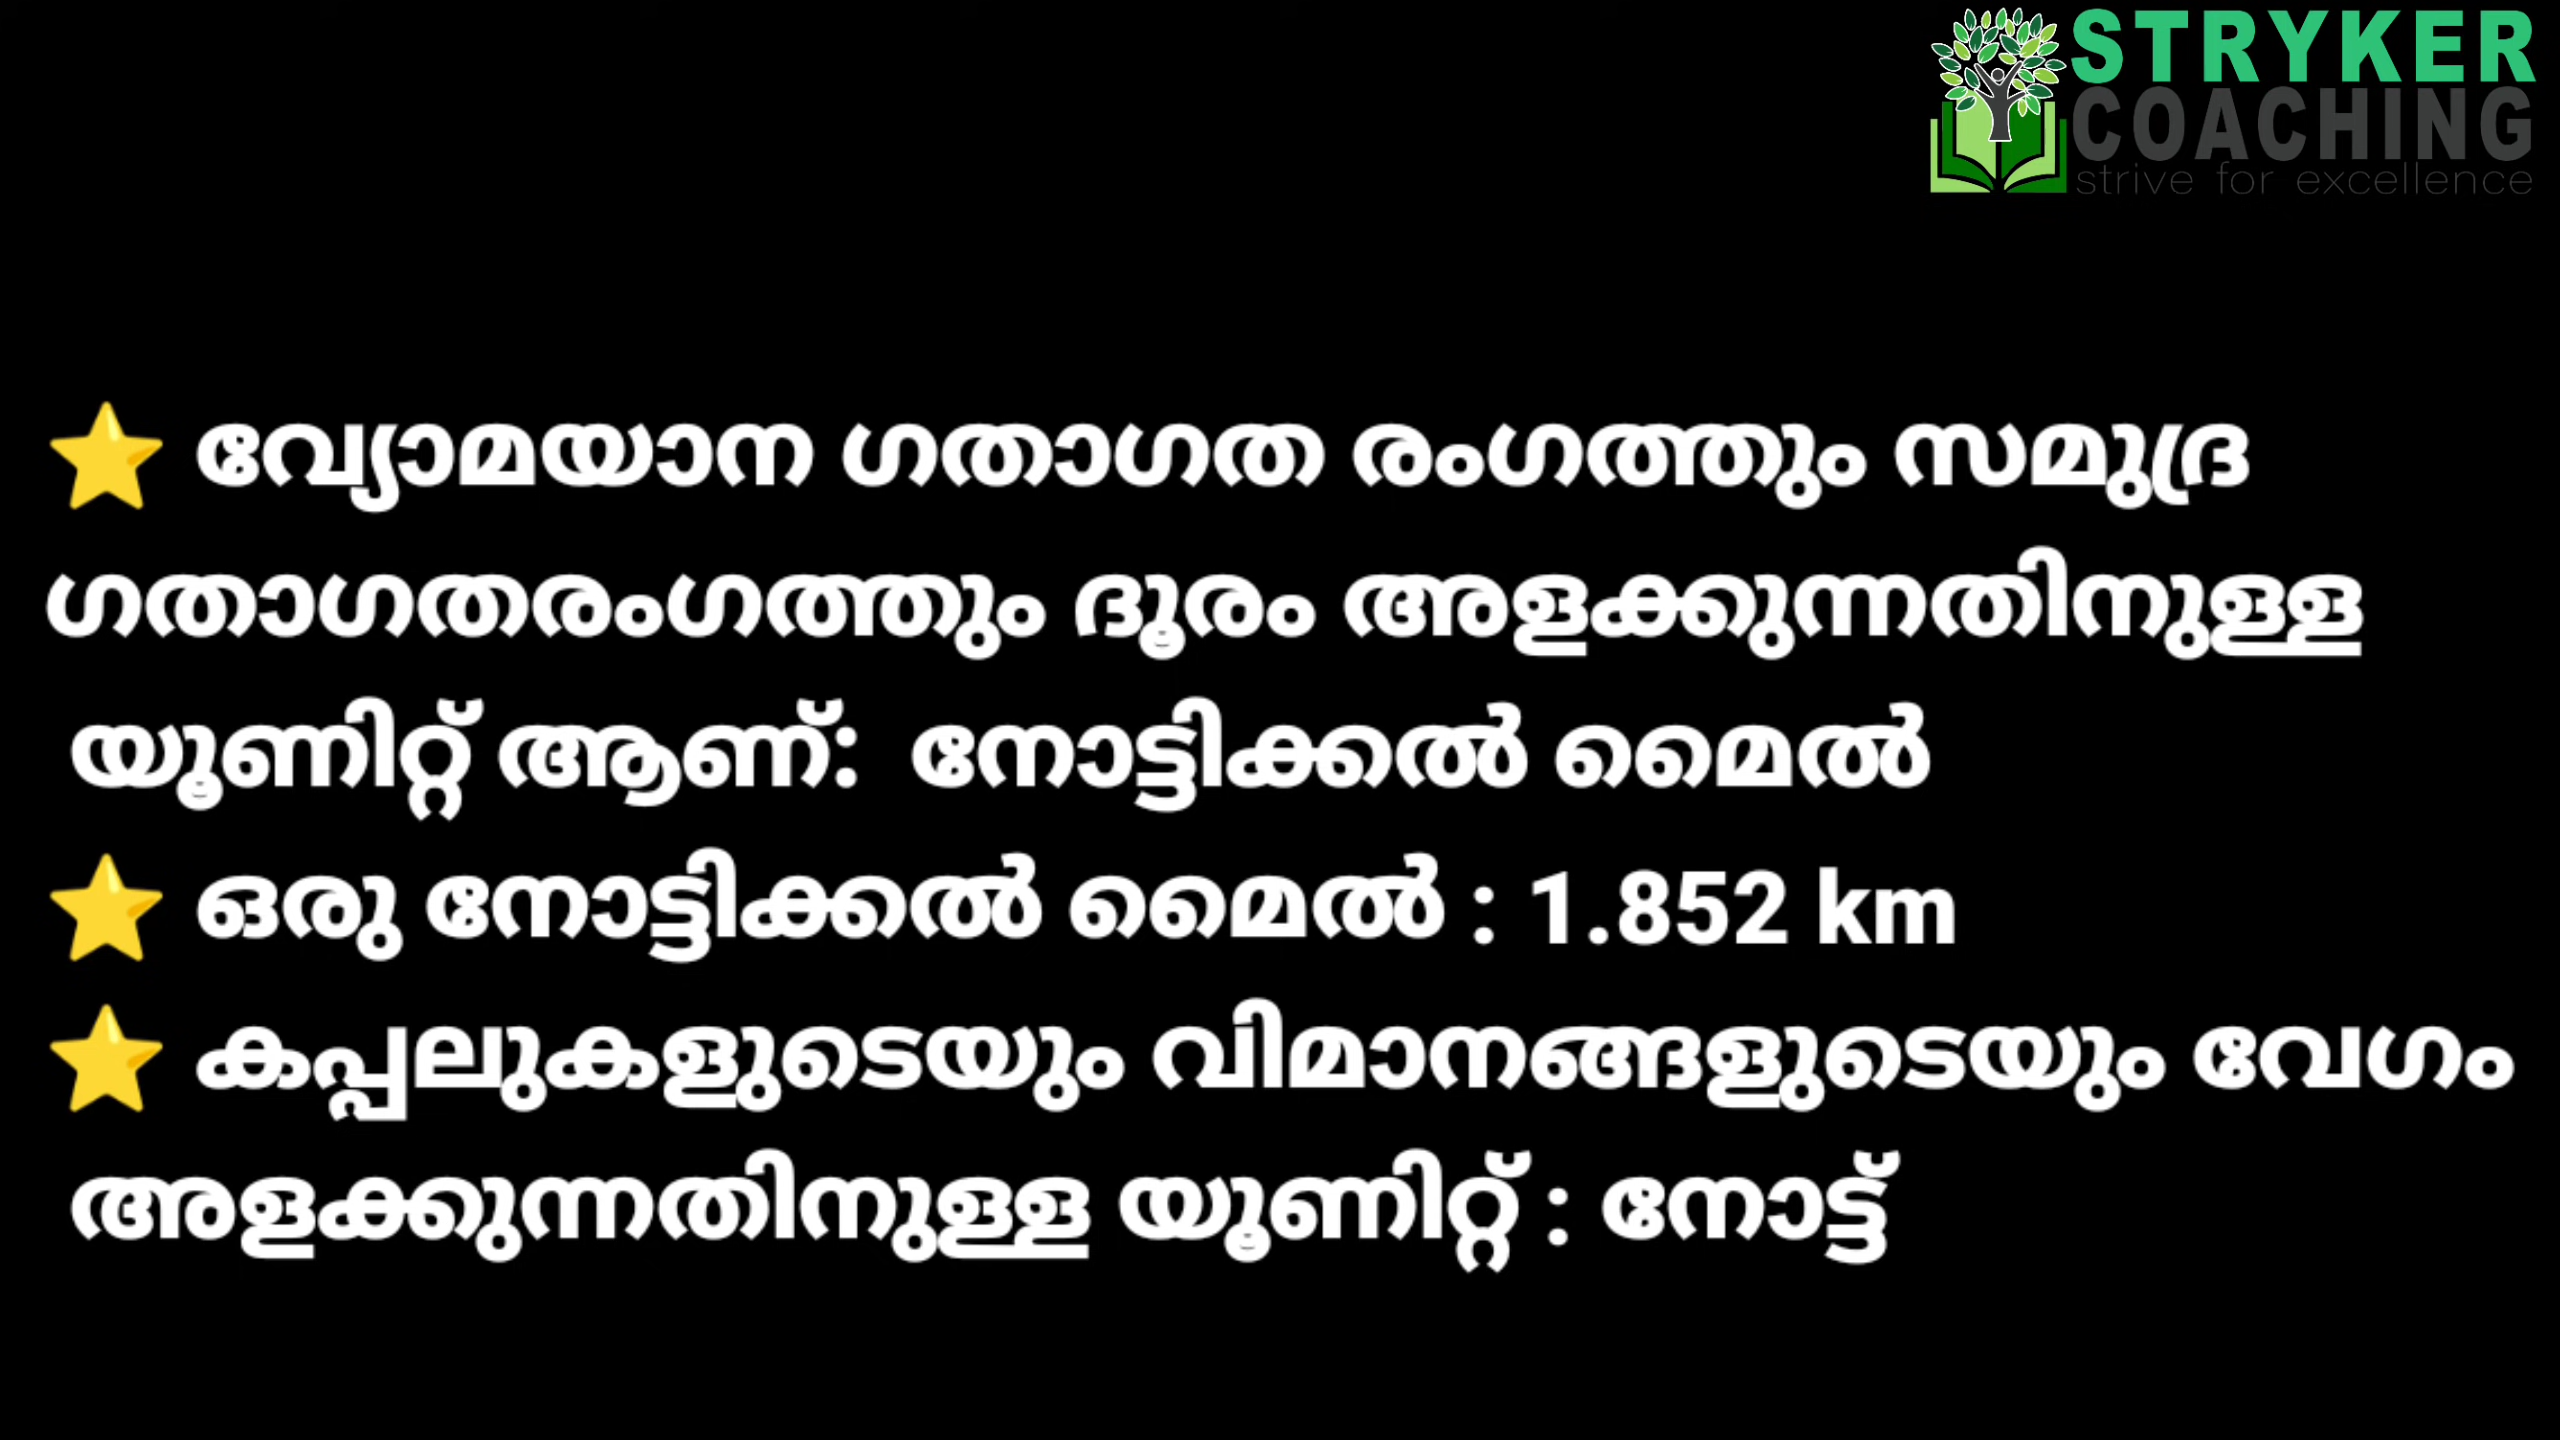 STRYKER
COACHING
strive for excellence
⭐ വ്യോമയാന ഗതാഗത രംഗത്തും സമുദ്ര
ഗതാഗതരംഗത്തും ദൂരം അളക്കുന്നതിനുള്ള
യൂണിറ്റ് ആണ്: നോട്ടിക്കൽ മൈൽ
⭐ ഒരു നോട്ടിക്കൽ മൈൽ : 1.852 km
⭐ കപ്പലുകളുടെയും വിമാനങ്ങളുടെയും വേഗം
അളക്കുന്നതിനുള്ള യൂണിറ്റ് : നോട്ട്